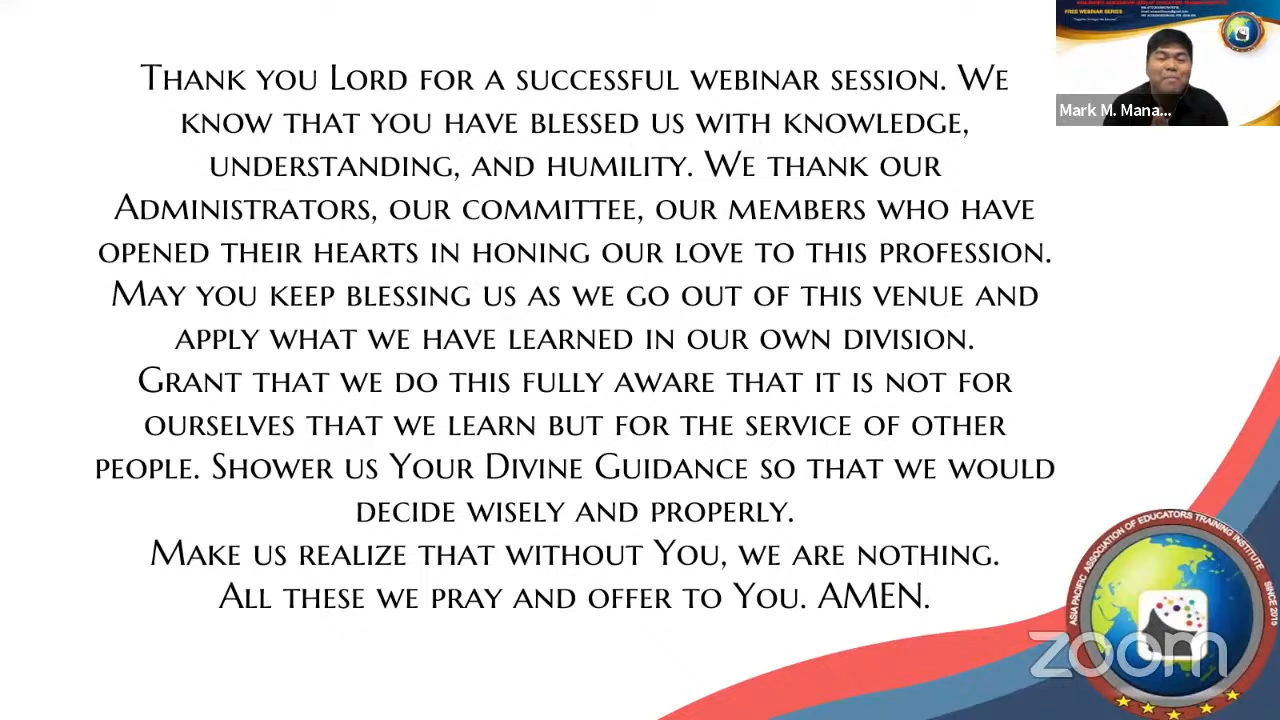 Thank you Lord for a successful webinar session. We
know that you have blessed us with knowledge,
understanding, and humility. We thank our
Administrators, our committee, our members who have
opened their hearts in honing our love to this profession.
May you keep blessing us as we go out of this venue and
apply what we have learned in our own division.
Grant that we do this fully aware that it is not for
ourselves that we learn but for the service of other
people. Shower us Your Divine Guidance so that we would
decide wisely and properly.
Make us realize that without You, we are nothing.
All these we pray and offer to You. AMEN.
FREE WEBINAR SERIES
Mark M. Mana...
ASIA PACIFIC ASSOCIATION OF EDUCATORS TRAINING INSTITUTE
SINCE 2019
zoom